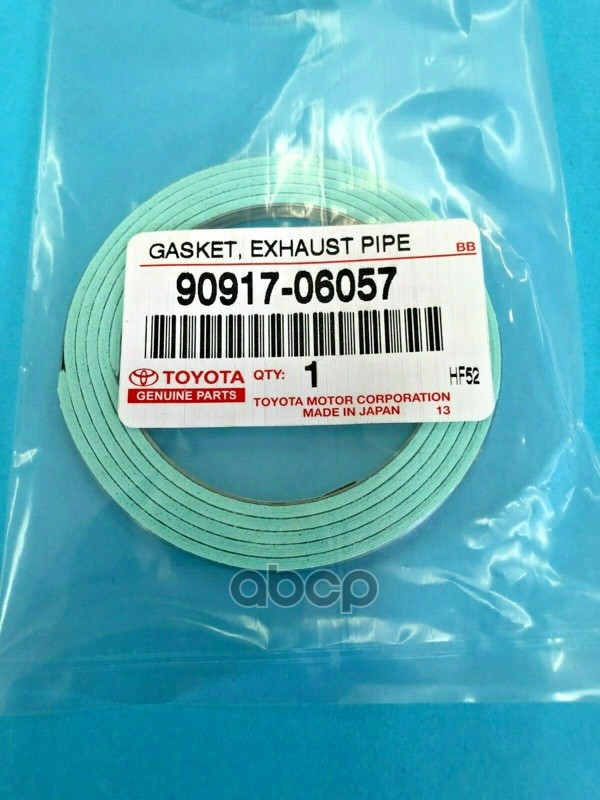 GASKET, EXHAUST PIPE BB
90917-06057
TOYOTA QTY: 1 HF52
GENUINE PARTS TOYOTA MOTOR CORPORATION
MADE IN JAPAN 13
abcp